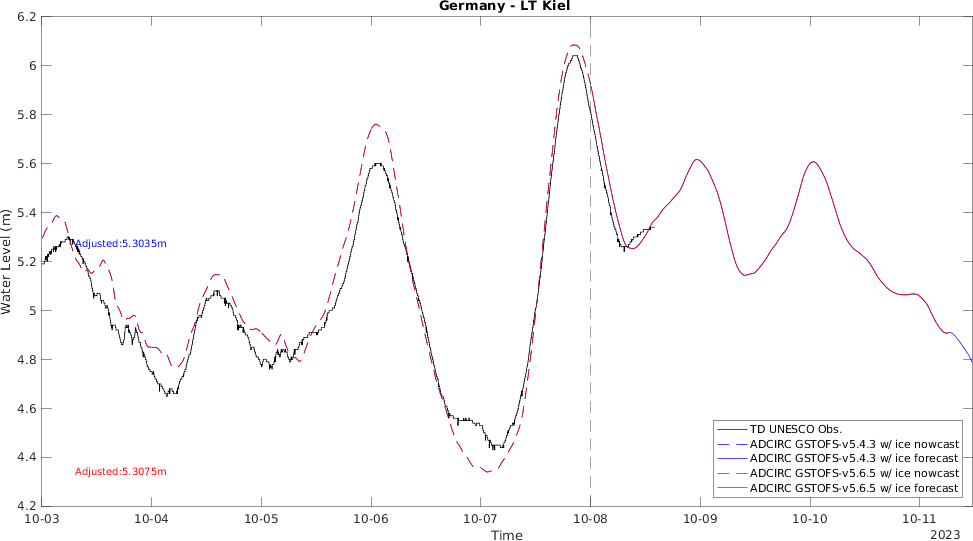 Germany - LT Kiel
6.2
6
5.8
5.6
5.4
5.2
5
4.8
4.6
4.4
4.2
Water Level (m)
Adjusted:5.3035m
Adjusted:5.3075m
TD UNESCO Obs.
ADCIRC GSTOFS-v5.4.3 w/ ice nowcast
ADCIRC GSTOFS-v5.4.3 w/ ice forecast
ADCIRC GSTOFS-v5.6.5 w/ ice nowcast
ADCIRC GSTOFS-v5.6.5 w/ ice forecast
10-03 10-04 10-05 10-06 10-07 10-08 10-09 10-10 10-11
Time
2023